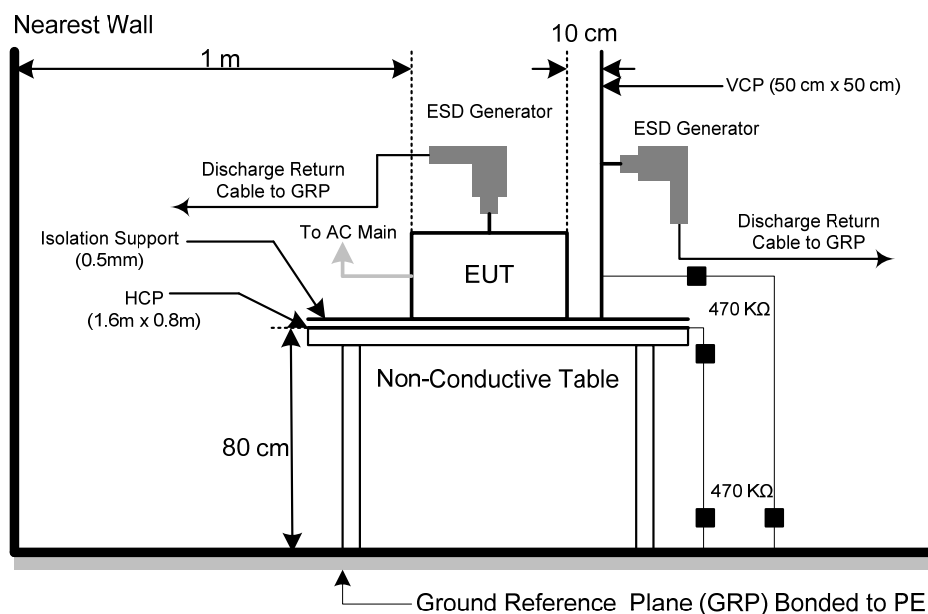 Nearest Wall
10 cm
1 m
VCP (50 cm x 50 cm)
ESD Generator
ESD Generator
Discharge Return
Cable to GRP
Isolation Support
(0.5mm)
To AC Main
EUT
Discharge Return
Cable to GRP
HCP
(1.6m x 0.8m)
470 KΩ
Non-Conductive Table
80 cm
470 KΩ
Ground Reference Plane (GRP) Bonded to PE